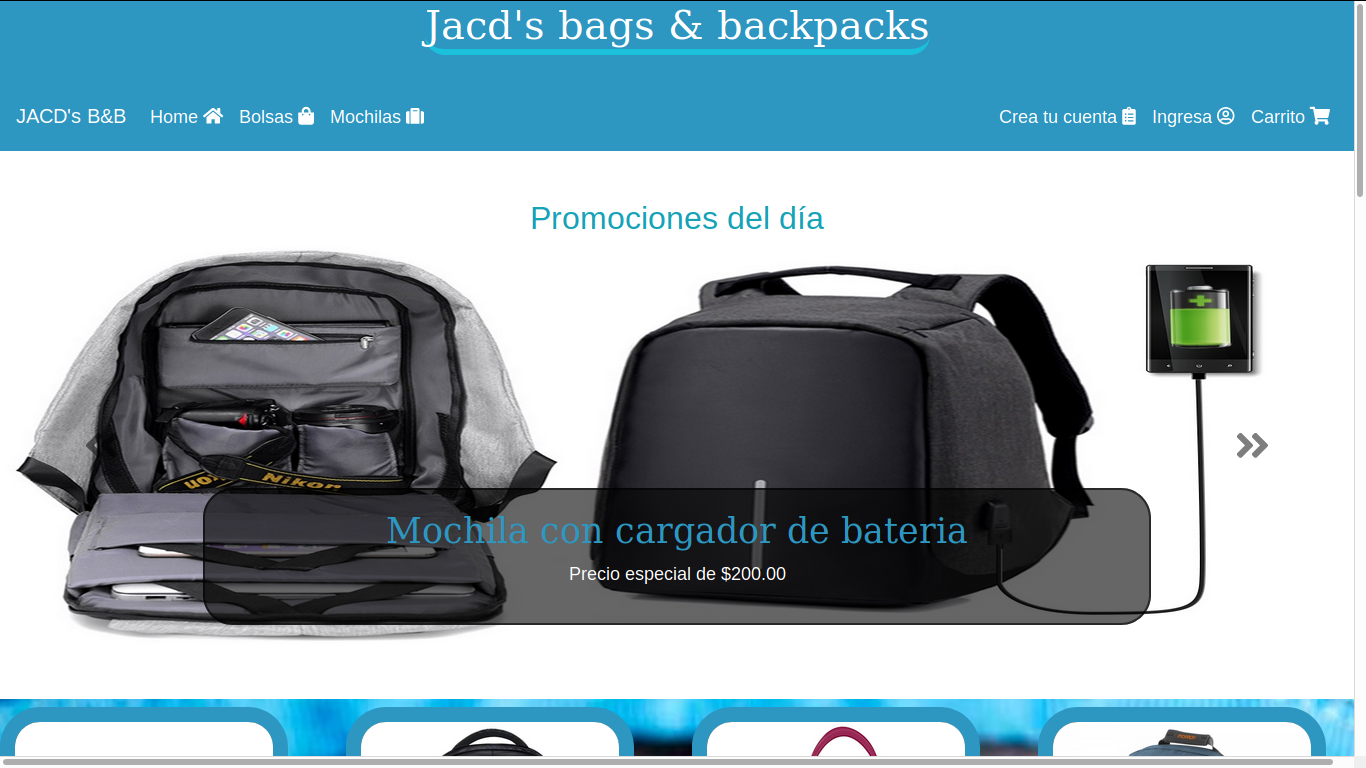 Jacd's bags & backpacks
JACD's B&B Home Bolsas Mochilas Crea tu cuenta Ingresa Carrito
Promociones del día
Nikon
Mochila con cargador de bateria
Precio especial de $200.00